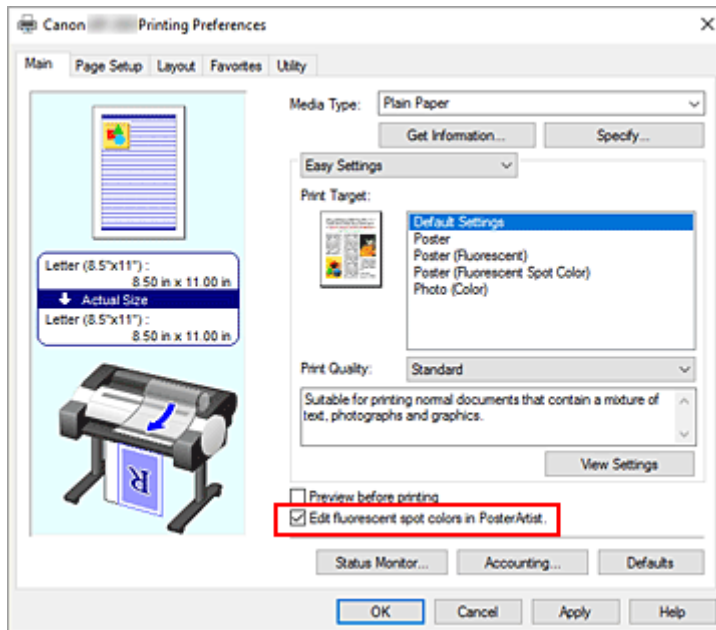 Canon Printing Preferences
Main Page Setup Layout Favorites Utility
Media Type: Plain Paper
Get Information... Specify...
Easy Settings
Print Target:
Default Settings
Poster
Poster (Fluorescent)
Poster (Fluorescent Spot Color)
Photo (Color)
Letter (8.5"x11") :
8.50 in x 11.00 in
Actual Size
Letter (8.5"x11") :
8.50 in x 11.00 in
Print Quality: Standard
Suitable for printing normal documents that contain a mixture of
text, photographs and graphics.
View Settings
R
Preview before printing
Edit fluorescent spot colors in PosterArtist.
Status Monitor... Accounting... Defaults
OK Cancel Apply Help